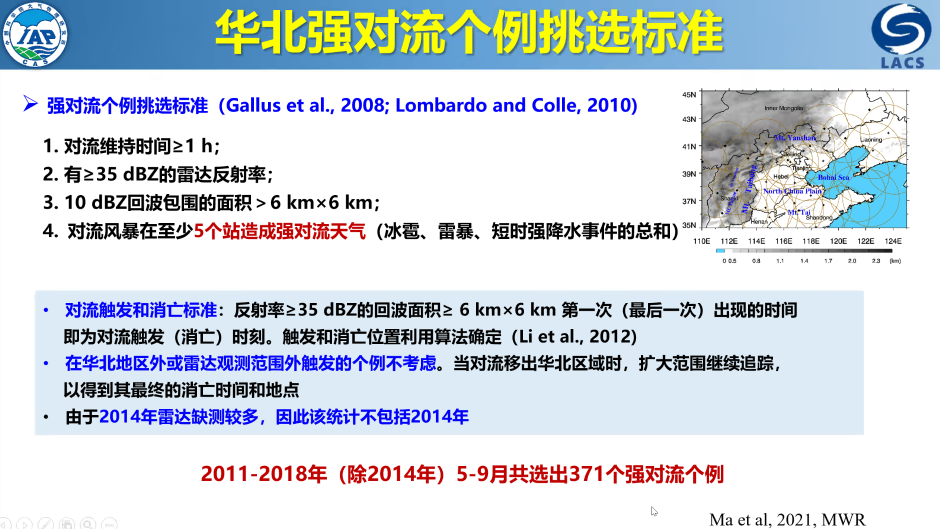 华北强对流个例挑选标准
IAP
CAS
LACS
➢ 强对流个例挑选标准（Gallus et al., 2008; Lombardo and Colle, 2010)
1. 对流维持时间≥1 h；
2. 有≥35 dBZ的雷达反射率；
3. 10 dBZ回波包围的面积＞6 km×6 km；
4. 对流风暴在至少5个站造成强对流天气（冰雹、雷暴、短时强降水事件的总和）
45N
43N
41N
39N
37N
35N
Inner Mongolia
Mt. Yanshan
Liaoning
Hebei
Bohai Sea
North China Plain
Mt. Tai
Shandong
Henan
110E 112E 114E 116E 118E 120E 122E 124E
0 0.5 0.8 1.1 1.4 1.7 2.0 2.3 (km)
• 对流触发和消亡标准：反射率≥35 dBZ的回波面积≥ 6 km×6 km 第一次（最后一次）出现的时间
即为对流触发（消亡）时刻。触发和消亡位置利用算法确定（Li et al., 2012)
• 在华北地区外或雷达观测范围外触发的个例不考虑。当对流移出华北区域时，扩大范围继续追踪，
以得到其最终的消亡时间和地点
• 由于2014年雷达缺测较多，因此该统计不包括2014年
2011-2018年（除2014年）5-9月共选出371个强对流个例
Ma et al, 2021, MWR